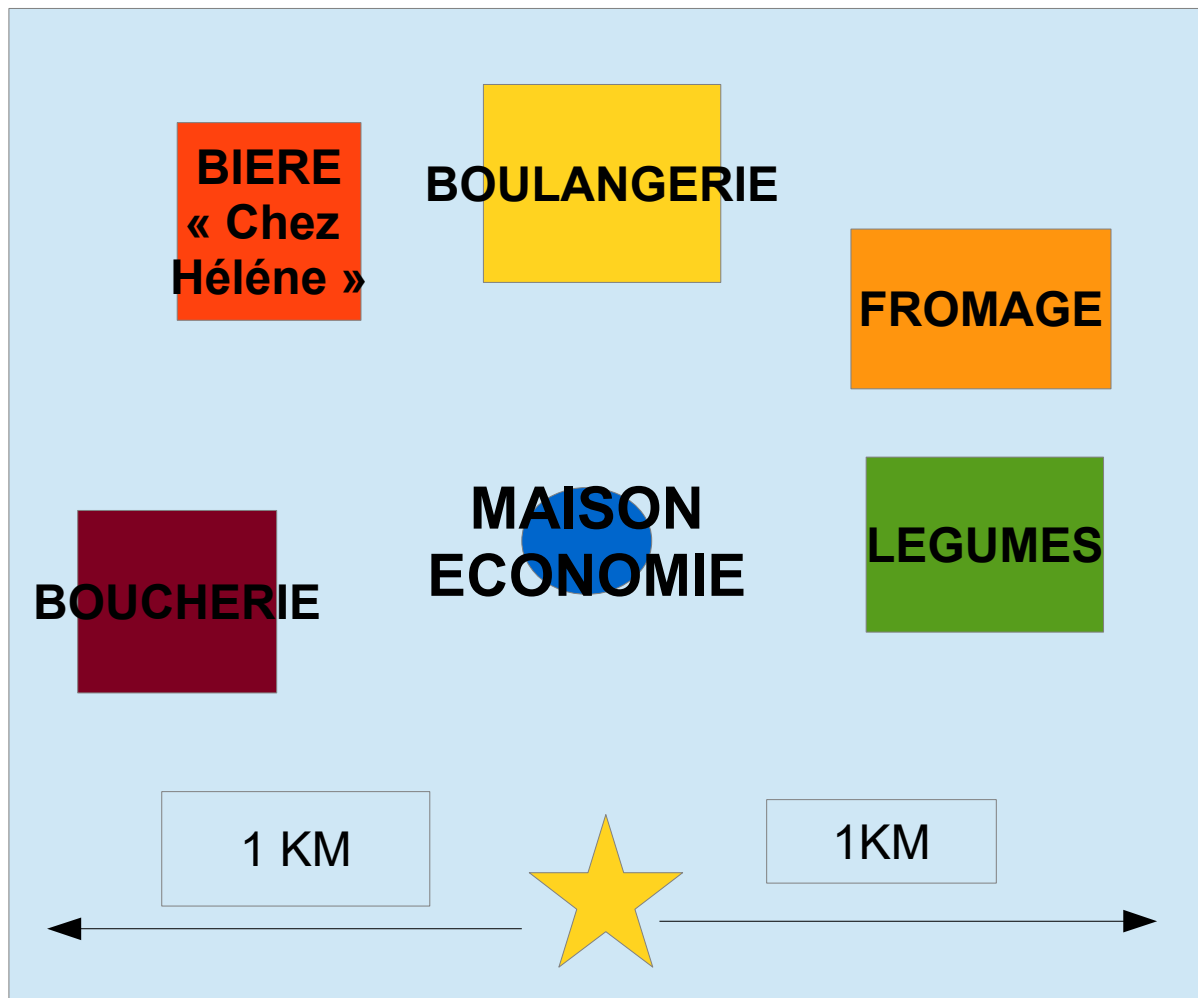 BIERE
« Chez
Héléne »
BOULANGERIE
FROMAGE
MAISON
ECONOMIE
LEGUMES
BOUCHERIE
1 KM
1KM